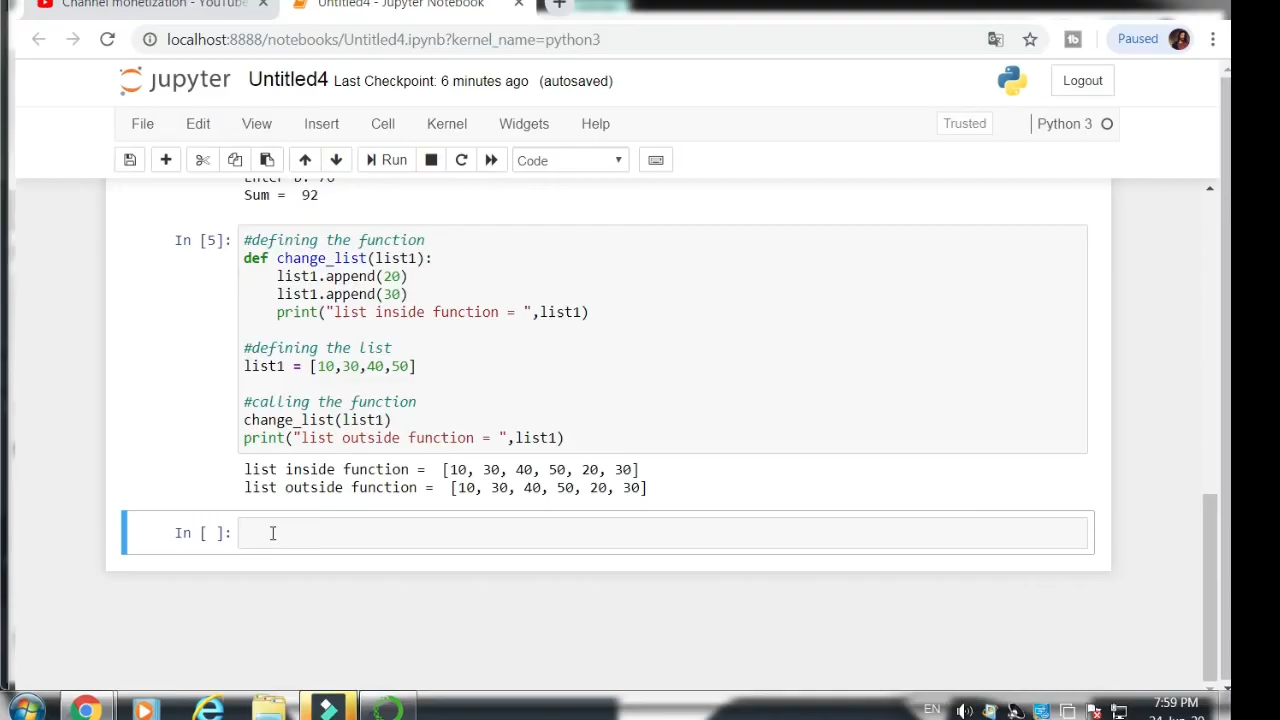 Channel monetization - YouTube
Untitled4 - Jupyter Notebook
localhost:8888/notebooks/Untitled4.ipynb?kernel_name=python3
Paused
jupyter Untitled4 Last Checkpoint: 6 minutes ago (autosaved)
Logout
File Edit View Insert Cell Kernel Widgets Help
Trusted
Python 3
Run
Code
Enter b: 76
Sum = 92
In [5]:
#defining the function
def change_list(list1):
    list1.append(20)
    list1.append(30)
    print("list inside function = ",list1)
#defining the list
list1 = [10,30,40,50]
#calling the function
change_list(list1)
print("list outside function = ",list1)
list inside function =  [10, 30, 40, 50, 20, 30]
list outside function =  [10, 30, 40, 50, 20, 30]
In [ ]:
EN
7:59 PM